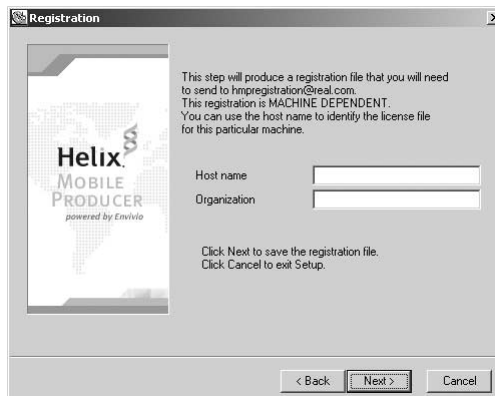 Registration
This step will produce a registration file that you will need
to send to hmpregistration@real.com.
This registration is MACHINE DEPENDENT.
You can use the host name to identify the license file
for this particular machine.
Helix
MOBILE
PRODUCER
powered by Envivio
Host name
Organization
Click Next to save the registration file.
Click Cancel to exit Setup.
< Back
Next >
Cancel